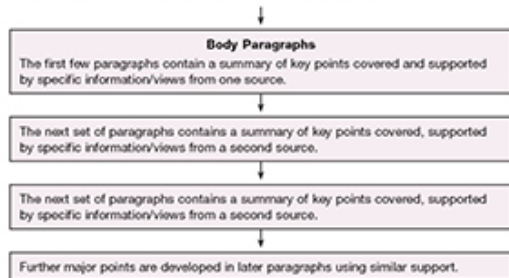 Body Paragraphs
The first few paragraphs contain a summary of key points covered and supported
by specific information/views from one source.
The next set of paragraphs contains a summary of key points covered, supported
by specific information/views from a second source.
The next set of paragraphs contains a summary of key points covered, supported
by specific information/views from a second source.
Further major points are developed in later paragraphs using similar support.